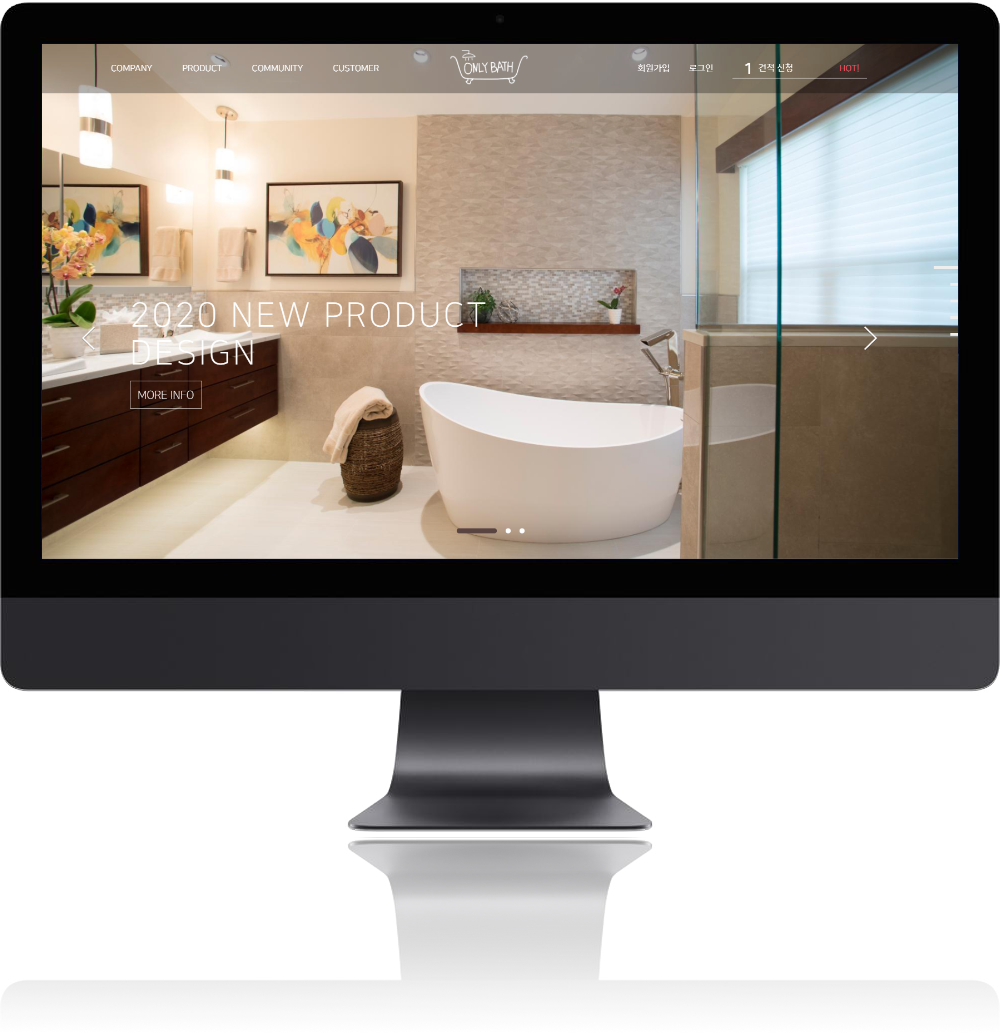 COMPANY PRODUCT COMMUNITY CUSTOMER ONLY BATH 회원가입 로그인 1 견적 신청 HOT!
2020 NEW PRODUCT
DESIGN
MORE INFO